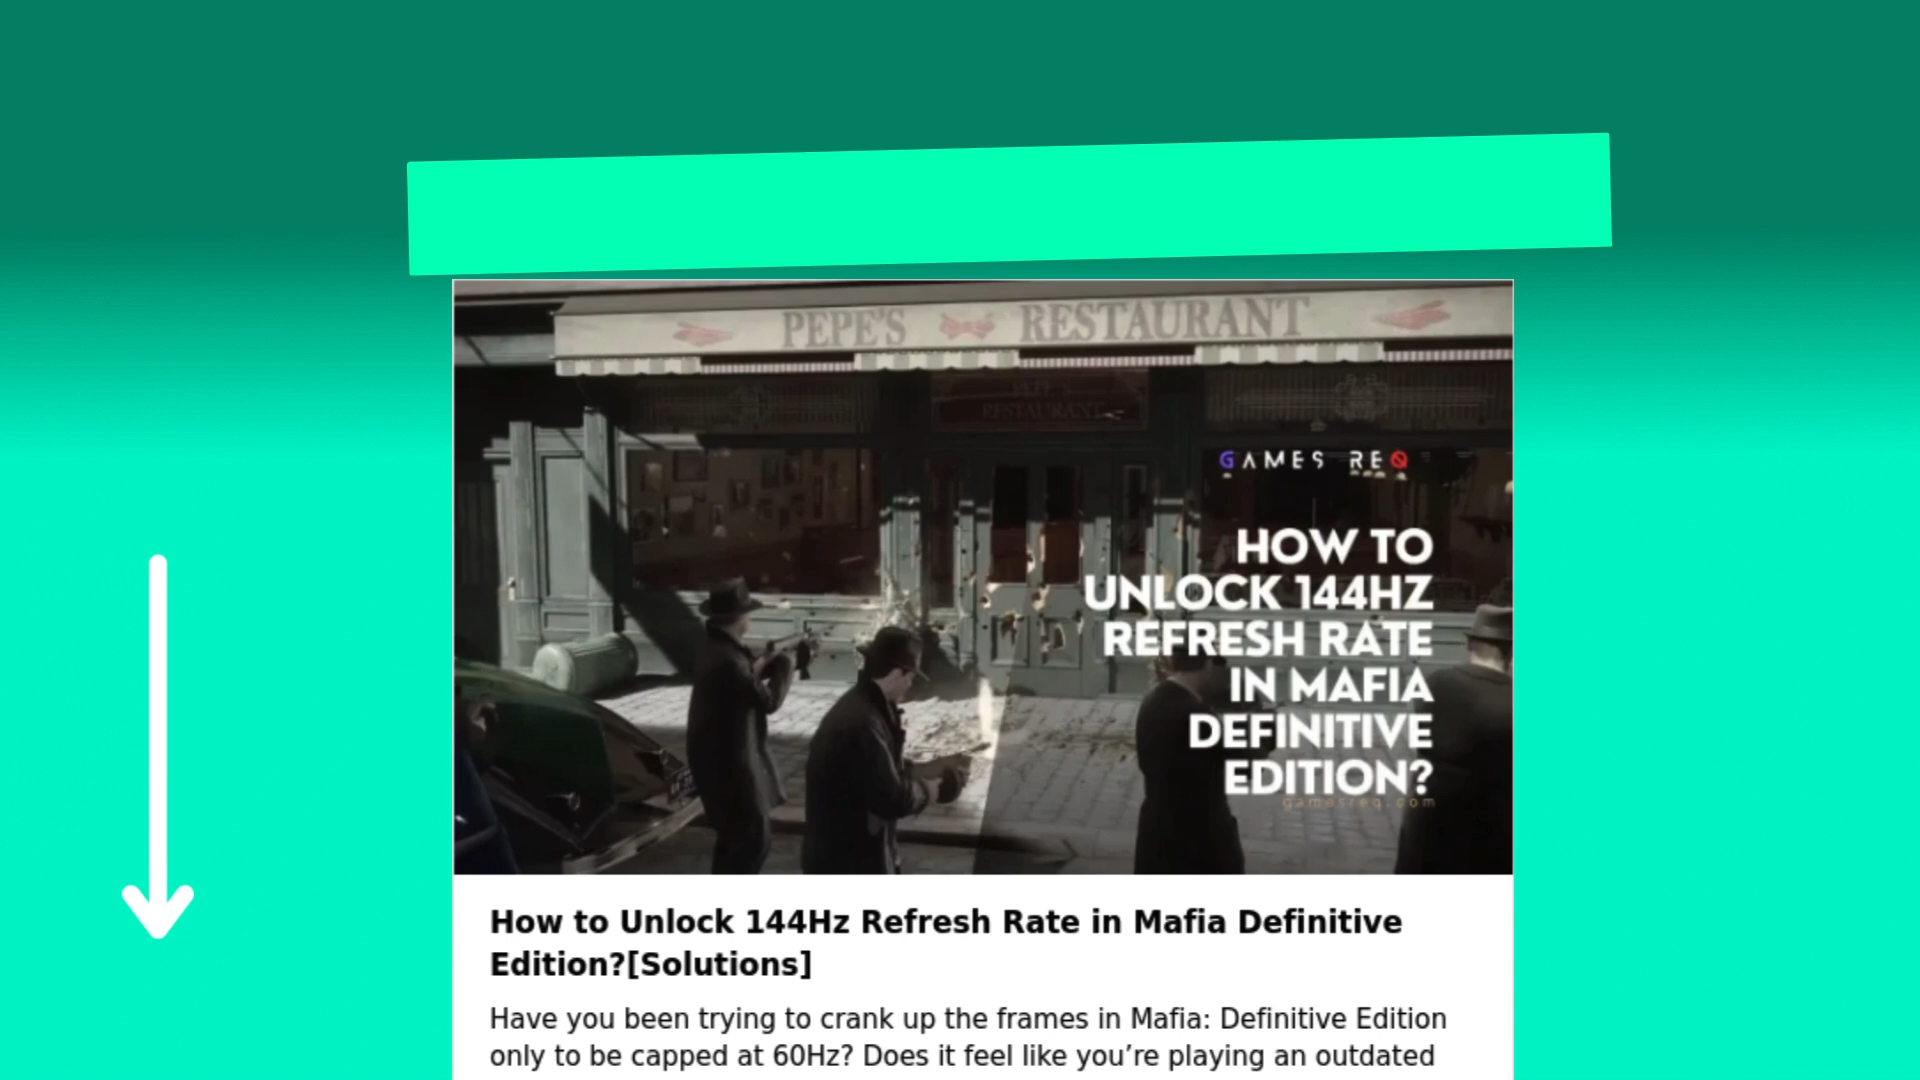 PEPE'S RESTAURANT
PEPE'S
RESTAURANT
GAMES REQ
HOW TO
UNLOCK 144HZ
REFRESH RATE
IN MAFIA
DEFINITIVE
EDITION?
gamesreq.com
How to Unlock 144Hz Refresh Rate in Mafia Definitive
Edition?[Solutions]
Have you been trying to crank up the frames in Mafia: Definitive Edition
only to be capped at 60Hz? Does it feel like you’re playing an outdated